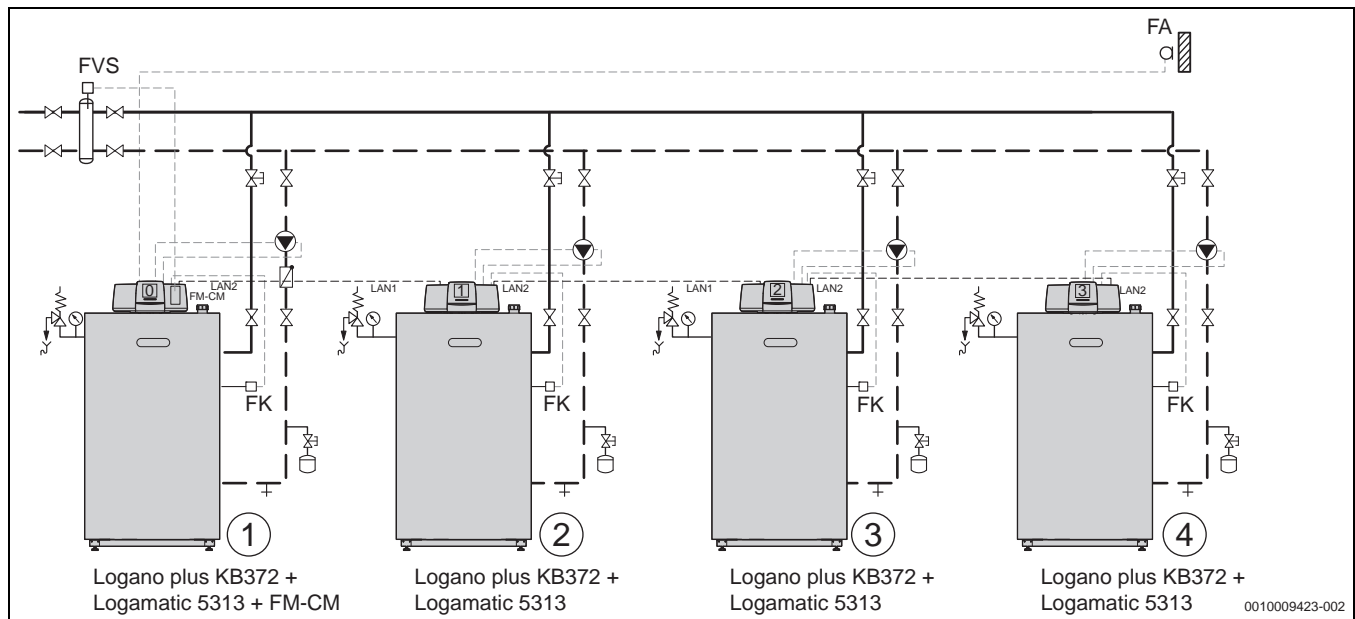 FA
FVS
0
LAN2
FM-CM
LAN1
1
LAN2
LAN1
2
LAN2
3
LAN2
FK
FK
FK
FK
1
2
3
4
Logano plus KB372 +
Logamatic 5313 + FM-CM
Logano plus KB372 +
Logamatic 5313
Logano plus KB372 +
Logamatic 5313
Logano plus KB372 +
Logamatic 5313
0010009423-002